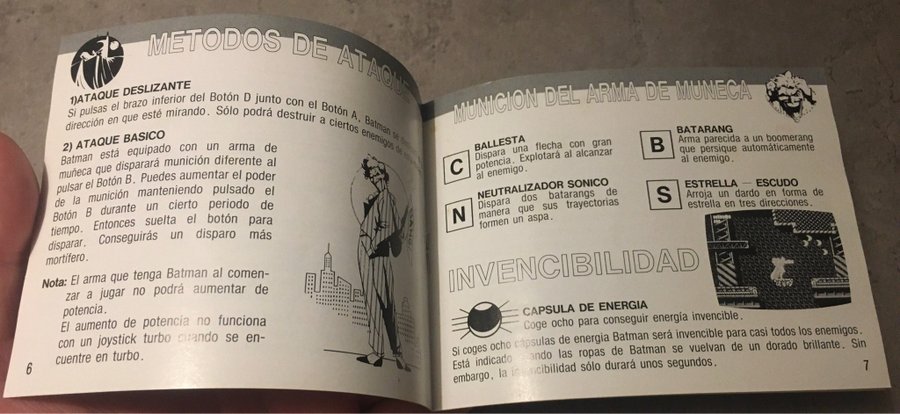 METODOS DE ATAQUE
1)ATAQUE DESLIZANTE
Si pulsas el brazo inferior del Botón D junto con el Botón A, Batman se
dirección en que esté mirando. Sólo podrá destruir a ciertos enemigos de
2) ATAQUE BASICO
Batman está equipado con un arma de
muñeca que disparará munición diferente al
pulsar el Botón B. Puedes aumentar el poder
de la munición manteniendo pulsado el
Botón B durante un cierto periodo de
tiempo. Entonces suelta el botón para
disparar. Conseguirás un disparo más
mortífero.
Nota: El arma que tenga Batman al comen-
zar a jugar no podrá aumentar de
potencia.
El aumento de potencia no funciona
con un joystick turbo cuando se en-
cuentre en turbo.
6
MUNICION DEL ARMA DE MUÑECA
C
BALLESTA
Dispara una flecha con gran
potencia. Explotará al alcanzar
al enemigo.
B
BATARANG
Arma parecida a un boomerang
que persique automáticamente
al enemigo.
N
NEUTRALIZADOR SONICO
Dispara dos batarangs de
manera que sus trayectorias
formen un aspa.
S
ESTRELLA — ESCUDO
Arroja un dardo en forma de
estrella en tres direcciones.
INVENCIBILIDAD
CAPSULA DE ENERGIA
Coge ocho para conseguir energía invencible.
Si coges ocho cápsulas de energía Batman será invencible para casi todos los enemigos.
Está indicado cuando las ropas de Batman se vuelvan de un dorado brillante. Sin
embargo, la invencibilidad sólo durará unos segundos.
7